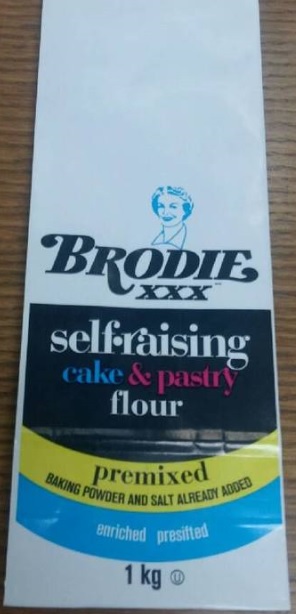 BRODIE
XXX
self·raising
cake & pastry
flour
premixed
BAKING POWDER AND SALT ALREADY ADDED
enriched presifted
1 kg U